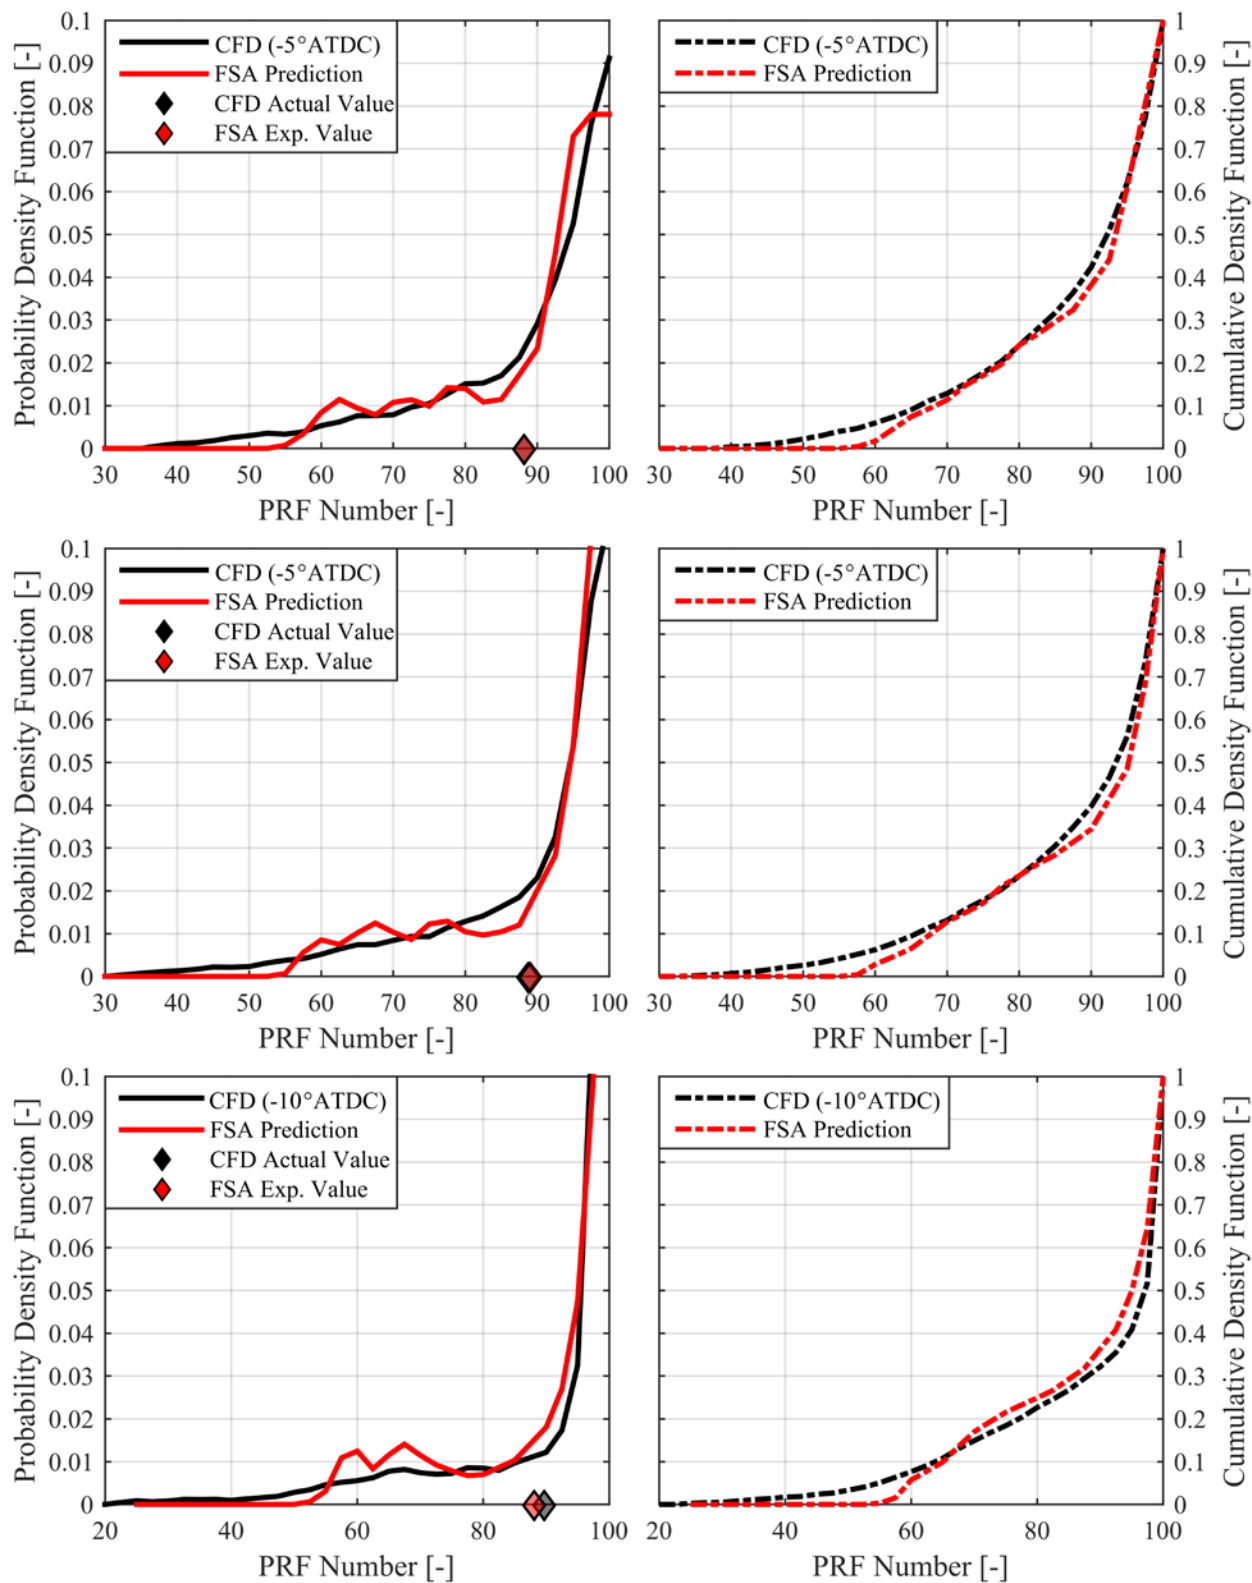 0.1
0.09
0.08
0.07
0.06
0.05
0.04
0.03
0.02
0.01
0
Probability Density Function [-]
CFD (-5°ATDC)
FSA Prediction
CFD Actual Value
FSA Exp. Value
30 40 50 60 70 80 90 100
PRF Number [-]
CFD (-5°ATDC)
FSA Prediction
1
0.9
0.8
0.7
0.6
0.5
0.4
0.3
0.2
0.1
0
Cumulative Density Function [-]
30 40 50 60 70 80 90 100
PRF Number [-]
0.1
0.09
0.08
0.07
0.06
0.05
0.04
0.03
0.02
0.01
0
Probability Density Function [-]
CFD (-5°ATDC)
FSA Prediction
CFD Actual Value
FSA Exp. Value
30 40 50 60 70 80 90 100
PRF Number [-]
CFD (-5°ATDC)
FSA Prediction
1
0.9
0.8
0.7
0.6
0.5
0.4
0.3
0.2
0.1
0
Cumulative Density Function [-]
30 40 50 60 70 80 90 100
PRF Number [-]
0.1
0.09
0.08
0.07
0.06
0.05
0.04
0.03
0.02
0.01
0
Probability Density Function [-]
CFD (-10°ATDC)
FSA Prediction
CFD Actual Value
FSA Exp. Value
20 40 60 80 100
PRF Number [-]
CFD (-10°ATDC)
FSA Prediction
1
0.9
0.8
0.7
0.6
0.5
0.4
0.3
0.2
0.1
0
Cumulative Density Function [-]
20 40 60 80 100
PRF Number [-]